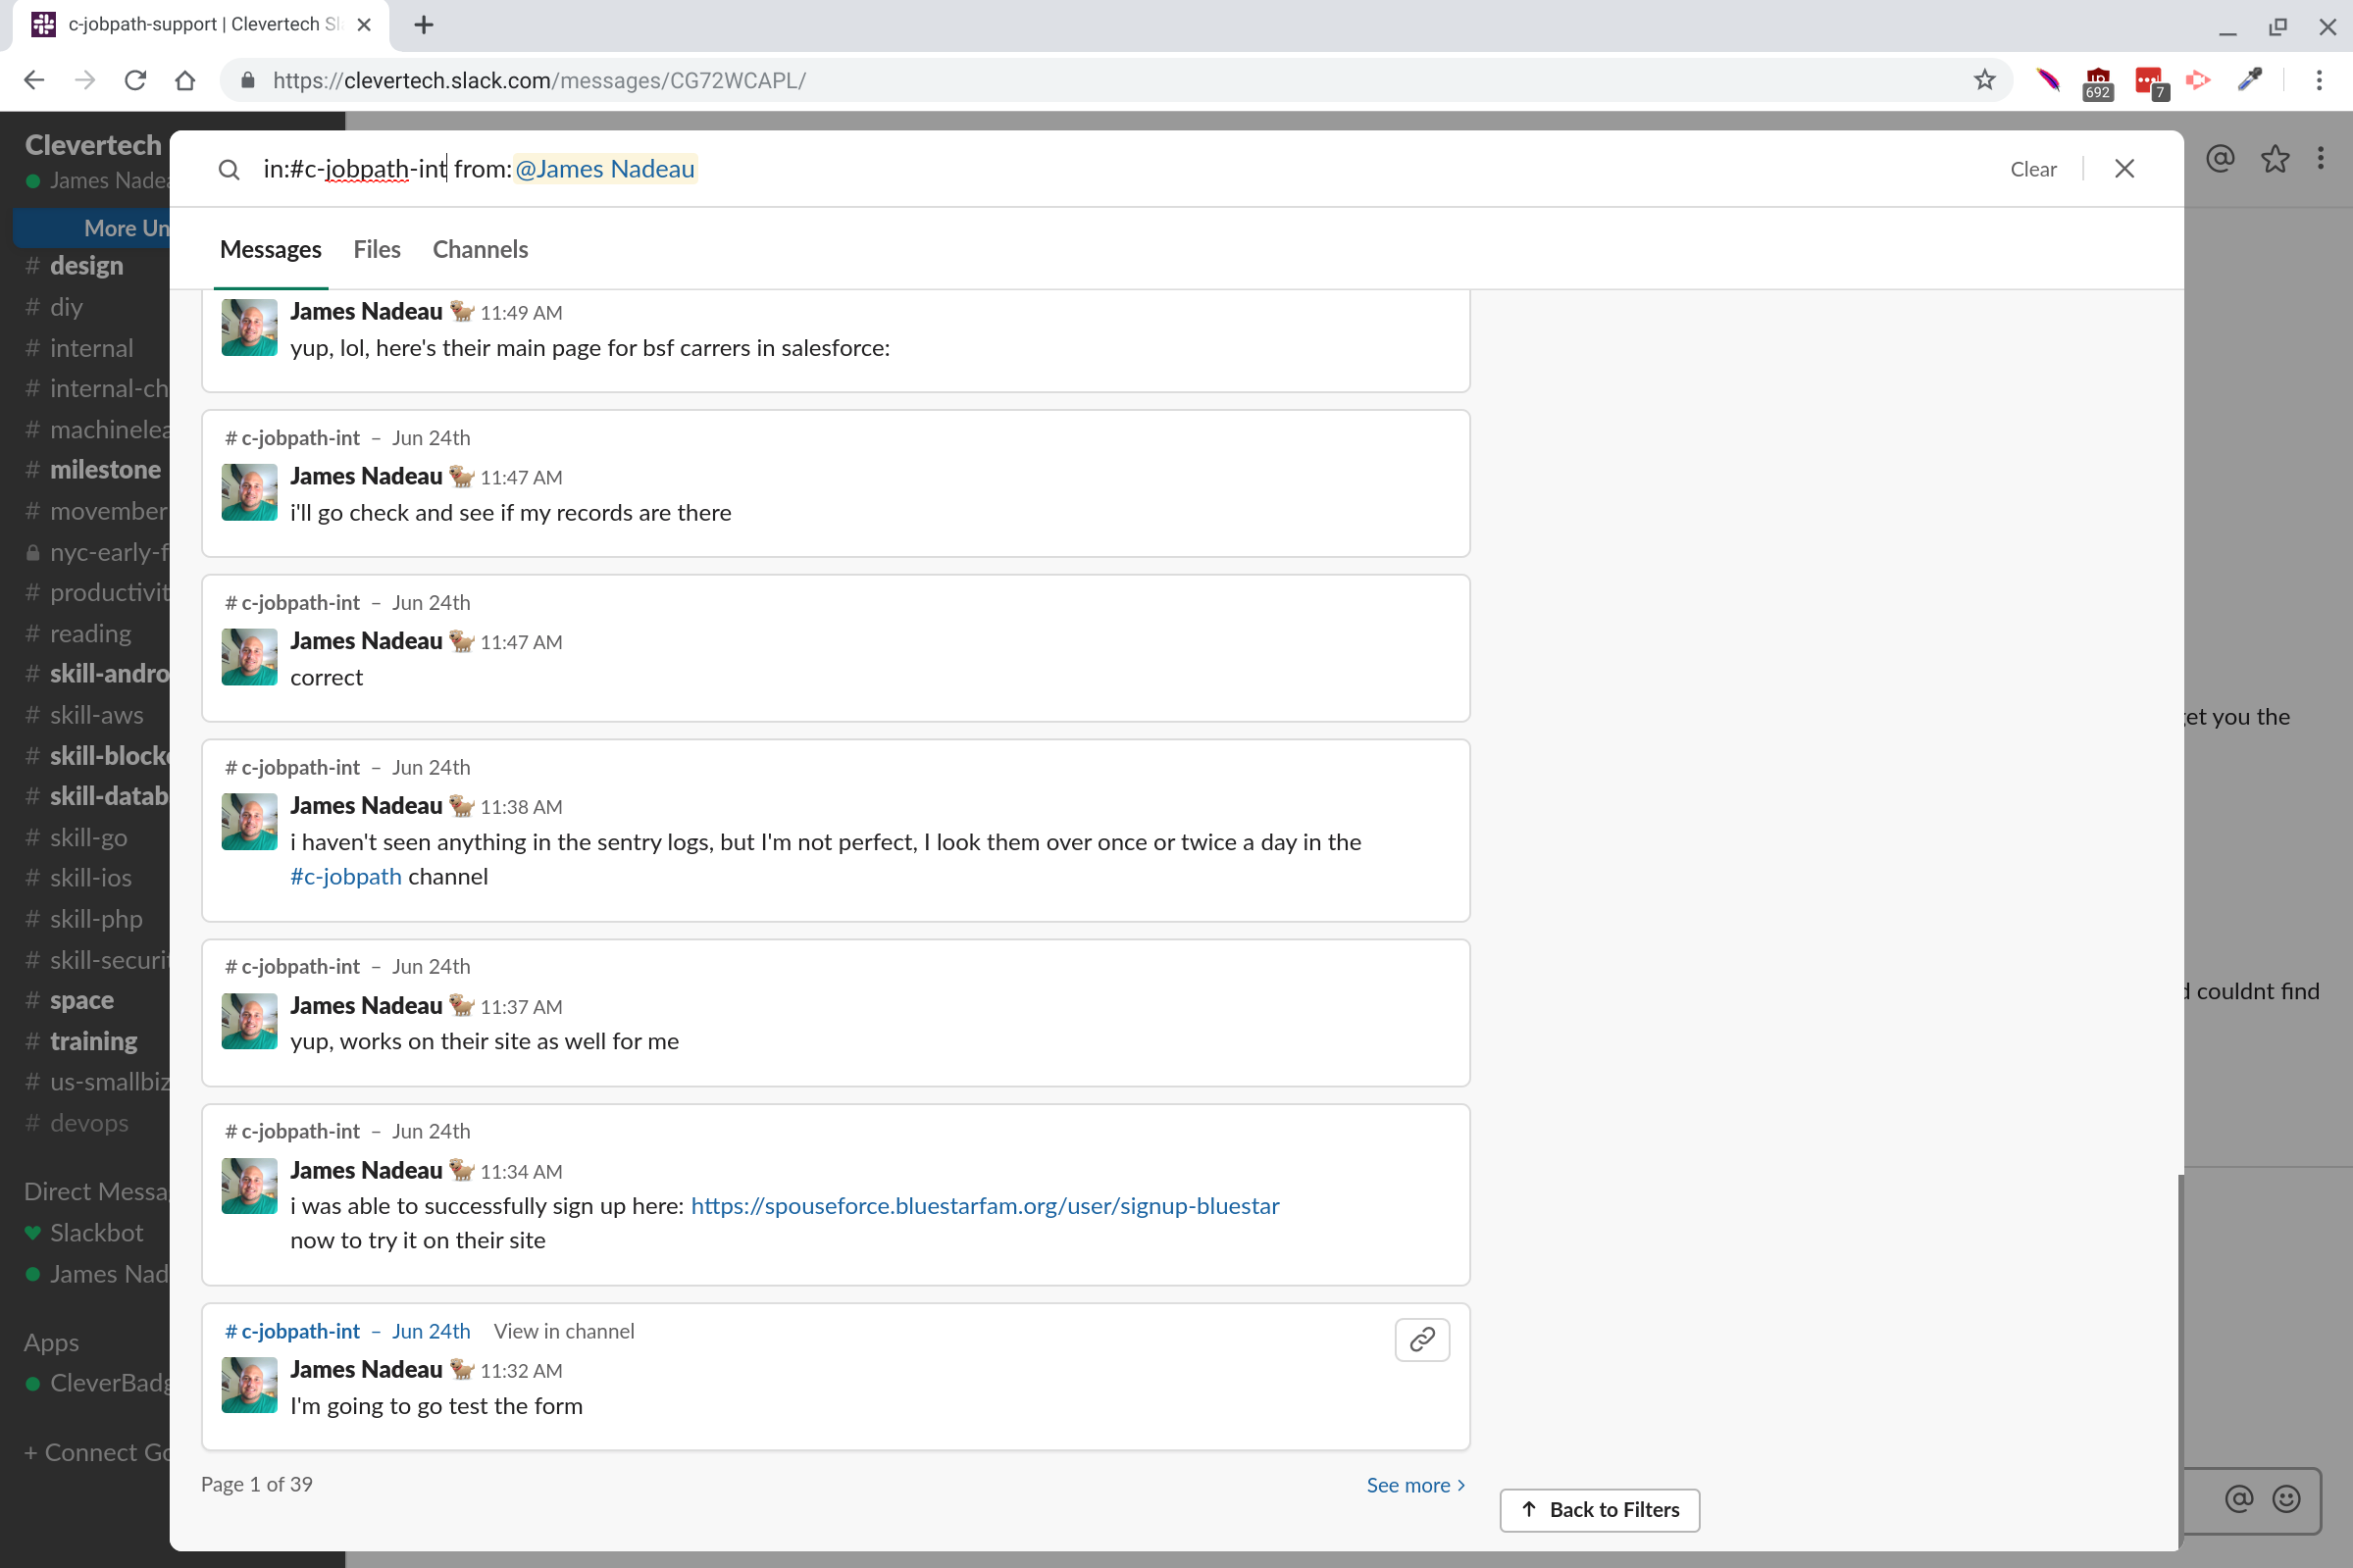 c-jobpath-support | Clevertech Sl
https://clevertech.slack.com/messages/CG72WCAPL/
692
7
Clevertech
James Nadea
More Un
# design
# diy
# internal
# internal-ch
# machinelea
# milestone
# movember
nyc-early-f
# productivit
# reading
# skill-andro
# skill-aws
# skill-blocke
# skill-datab
# skill-go
# skill-ios
# skill-php
# skill-securit
# space
# training
# us-smallbiz
# devops
Direct Messa
Slackbot
James Nad
Apps
CleverBadg
+ Connect Go
in:#c-jobpath-int from:@James Nadeau
Clear
Messages Files Channels
James Nadeau 11:49 AM
yup, lol, here's their main page for bsf carrers in salesforce:
# c-jobpath-int – Jun 24th
James Nadeau 11:47 AM
i'll go check and see if my records are there
# c-jobpath-int – Jun 24th
James Nadeau 11:47 AM
correct
# c-jobpath-int – Jun 24th
James Nadeau 11:38 AM
i haven't seen anything in the sentry logs, but I'm not perfect, I look them over once or twice a day in the
#c-jobpath channel
# c-jobpath-int – Jun 24th
James Nadeau 11:37 AM
yup, works on their site as well for me
# c-jobpath-int – Jun 24th
James Nadeau 11:34 AM
i was able to successfully sign up here: https://spouseforce.bluestarfam.org/user/signup-bluestar
now to try it on their site
# c-jobpath-int – Jun 24th View in channel
James Nadeau 11:32 AM
I'm going to go test the form
Page 1 of 39
See more >
↑ Back to Filters
get you the
d couldnt find